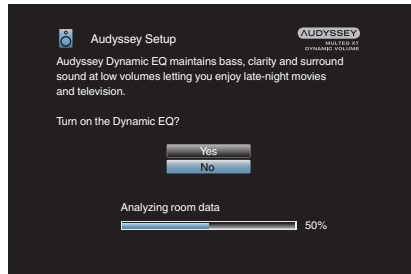 Audyssey Setup
AUDYSSEY
MULTEQ XT
DYNAMIC VOLUME
Audyssey Dynamic EQ maintains bass, clarity and surround
sound at low volumes letting you enjoy late-night movies
and television.
Turn on the Dynamic EQ?
Yes
No
Analyzing room data
50%